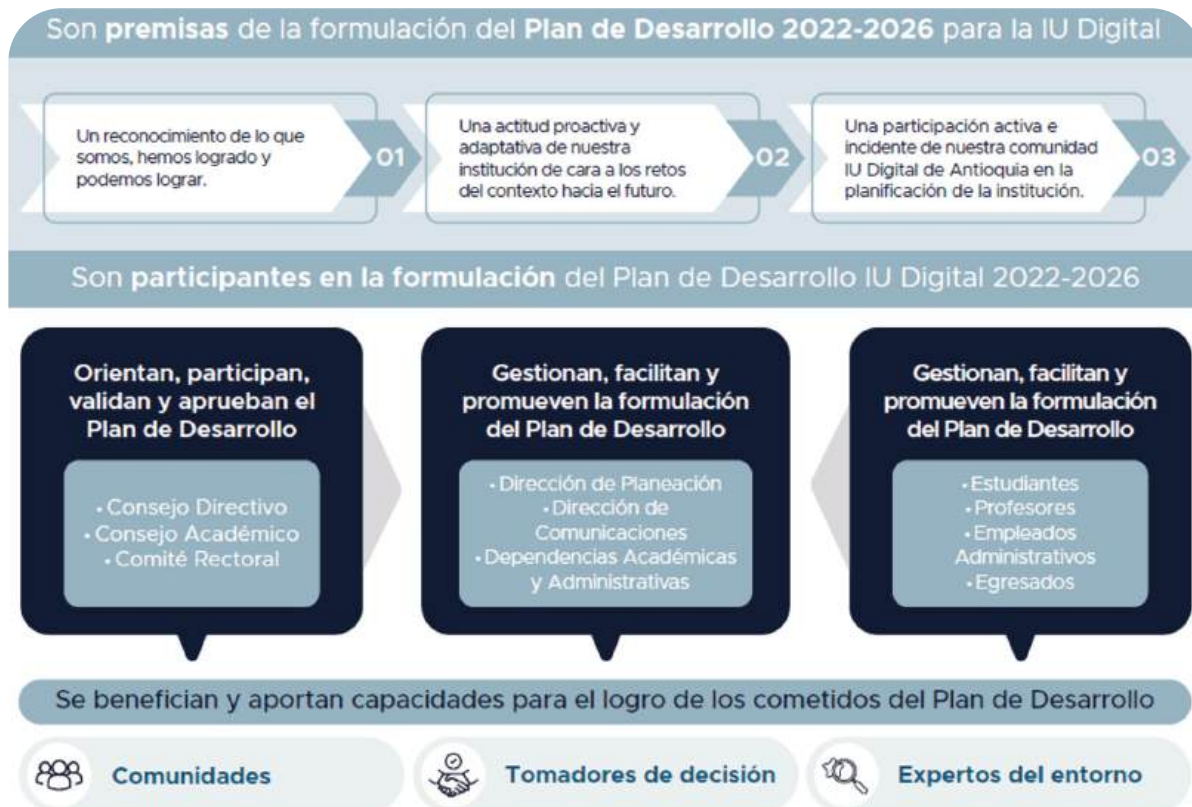 Son premisas de la formulación del Plan de Desarrollo 2022-2026 para la IU Digital
Un reconocimiento de lo que
somos, hemos logrado y
podemos lograr.
01
Una actitud proactiva y
adaptativa de nuestra
institución de cara a los retos
del contexto hacia el futuro.
02
Una participación activa e
incidente de nuestra comunidad
IU Digital de Antioquia en la
planificación de la institución.
03
Son participantes en la formulación del Plan de Desarrollo IU Digital 2022-2026
Orientan, participan,
validan y aprueban el
Plan de Desarrollo
• Consejo Directivo
• Consejo Académico
• Comité Rectoral
Gestionan, facilitan y
promueven la formulación
del Plan de Desarrollo
• Dirección de Planeación
• Dirección de
Comunicaciones
• Dependencias Académicas
y Administrativas
Gestionan, facilitan y
promueven la formulación
del Plan de Desarrollo
• Estudiantes
• Profesores
• Empleados
Administrativos
• Egresados
Se benefician y aportan capacidades para el logro de los cometidos del Plan de Desarrollo
Comunidades
Tomadores de decisión
Expertos del entorno